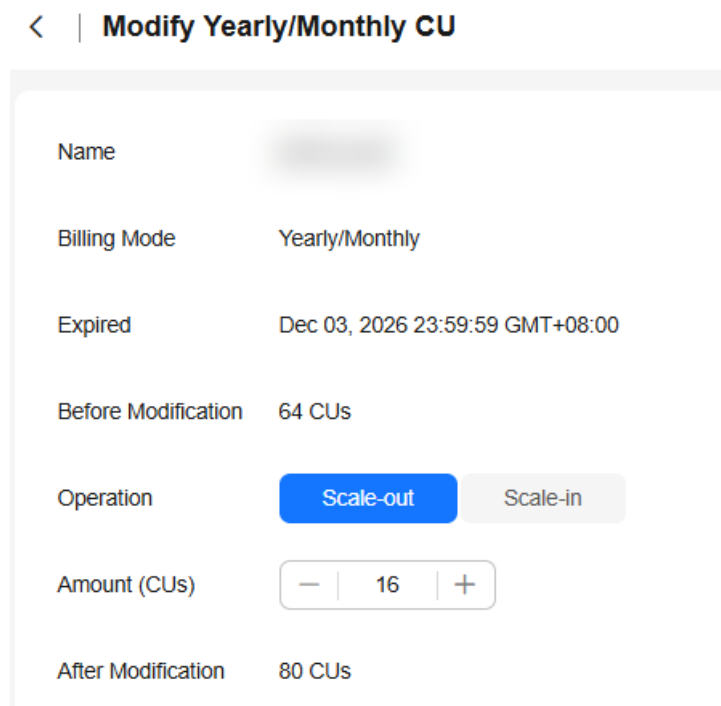 Modify Yearly/Monthly CU
Name
Billing Mode Yearly/Monthly
Expired Dec 03, 2026 23:59:59 GMT+08:00
Before Modification 64 CUs
Operation Scale-out Scale-in
Amount (CUs) 16
After Modification 80 CUs